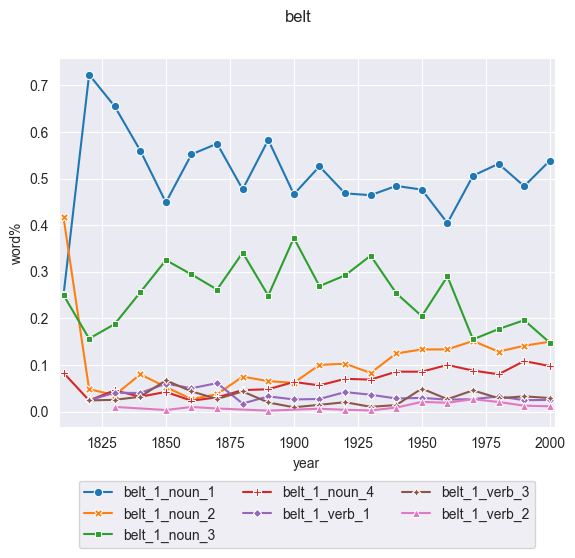 belt
word%
0.7
0.6
0.5
0.4
0.3
0.2
0.1
0.0
1825 1850 1875 1900 1925 1950 1975 2000
year
belt_1_noun_1 belt_1_noun_4 belt_1_verb_3
belt_1_noun_2 belt_1_verb_1 belt_1_verb_2
belt_1_noun_3